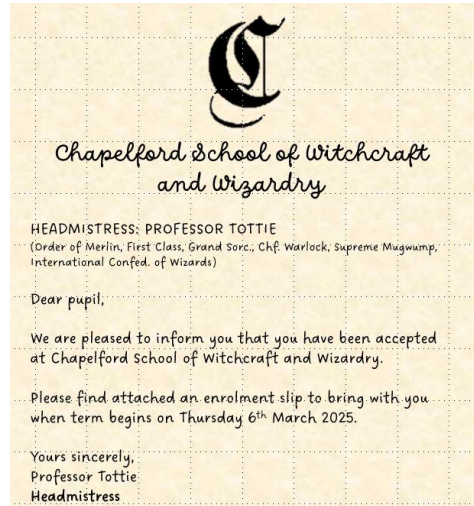 C
Chapelford School of Witchcraft
and Wizardry
HEADMISTRESS: PROFESSOR TOTTIE
(Order of Merlin, First Class, Grand Sorc., Chf. Warlock, Supreme Mugwump,
International Confed. of Wizards)
Dear pupil,
We are pleased to inform you that you have been accepted
at Chapelford School of Witchcraft and Wizardry.
Please find attached an enrolment slip to bring with you
when term begins on Thursday 6th March 2025.
Yours sincerely,
Professor Tottie
Headmistress